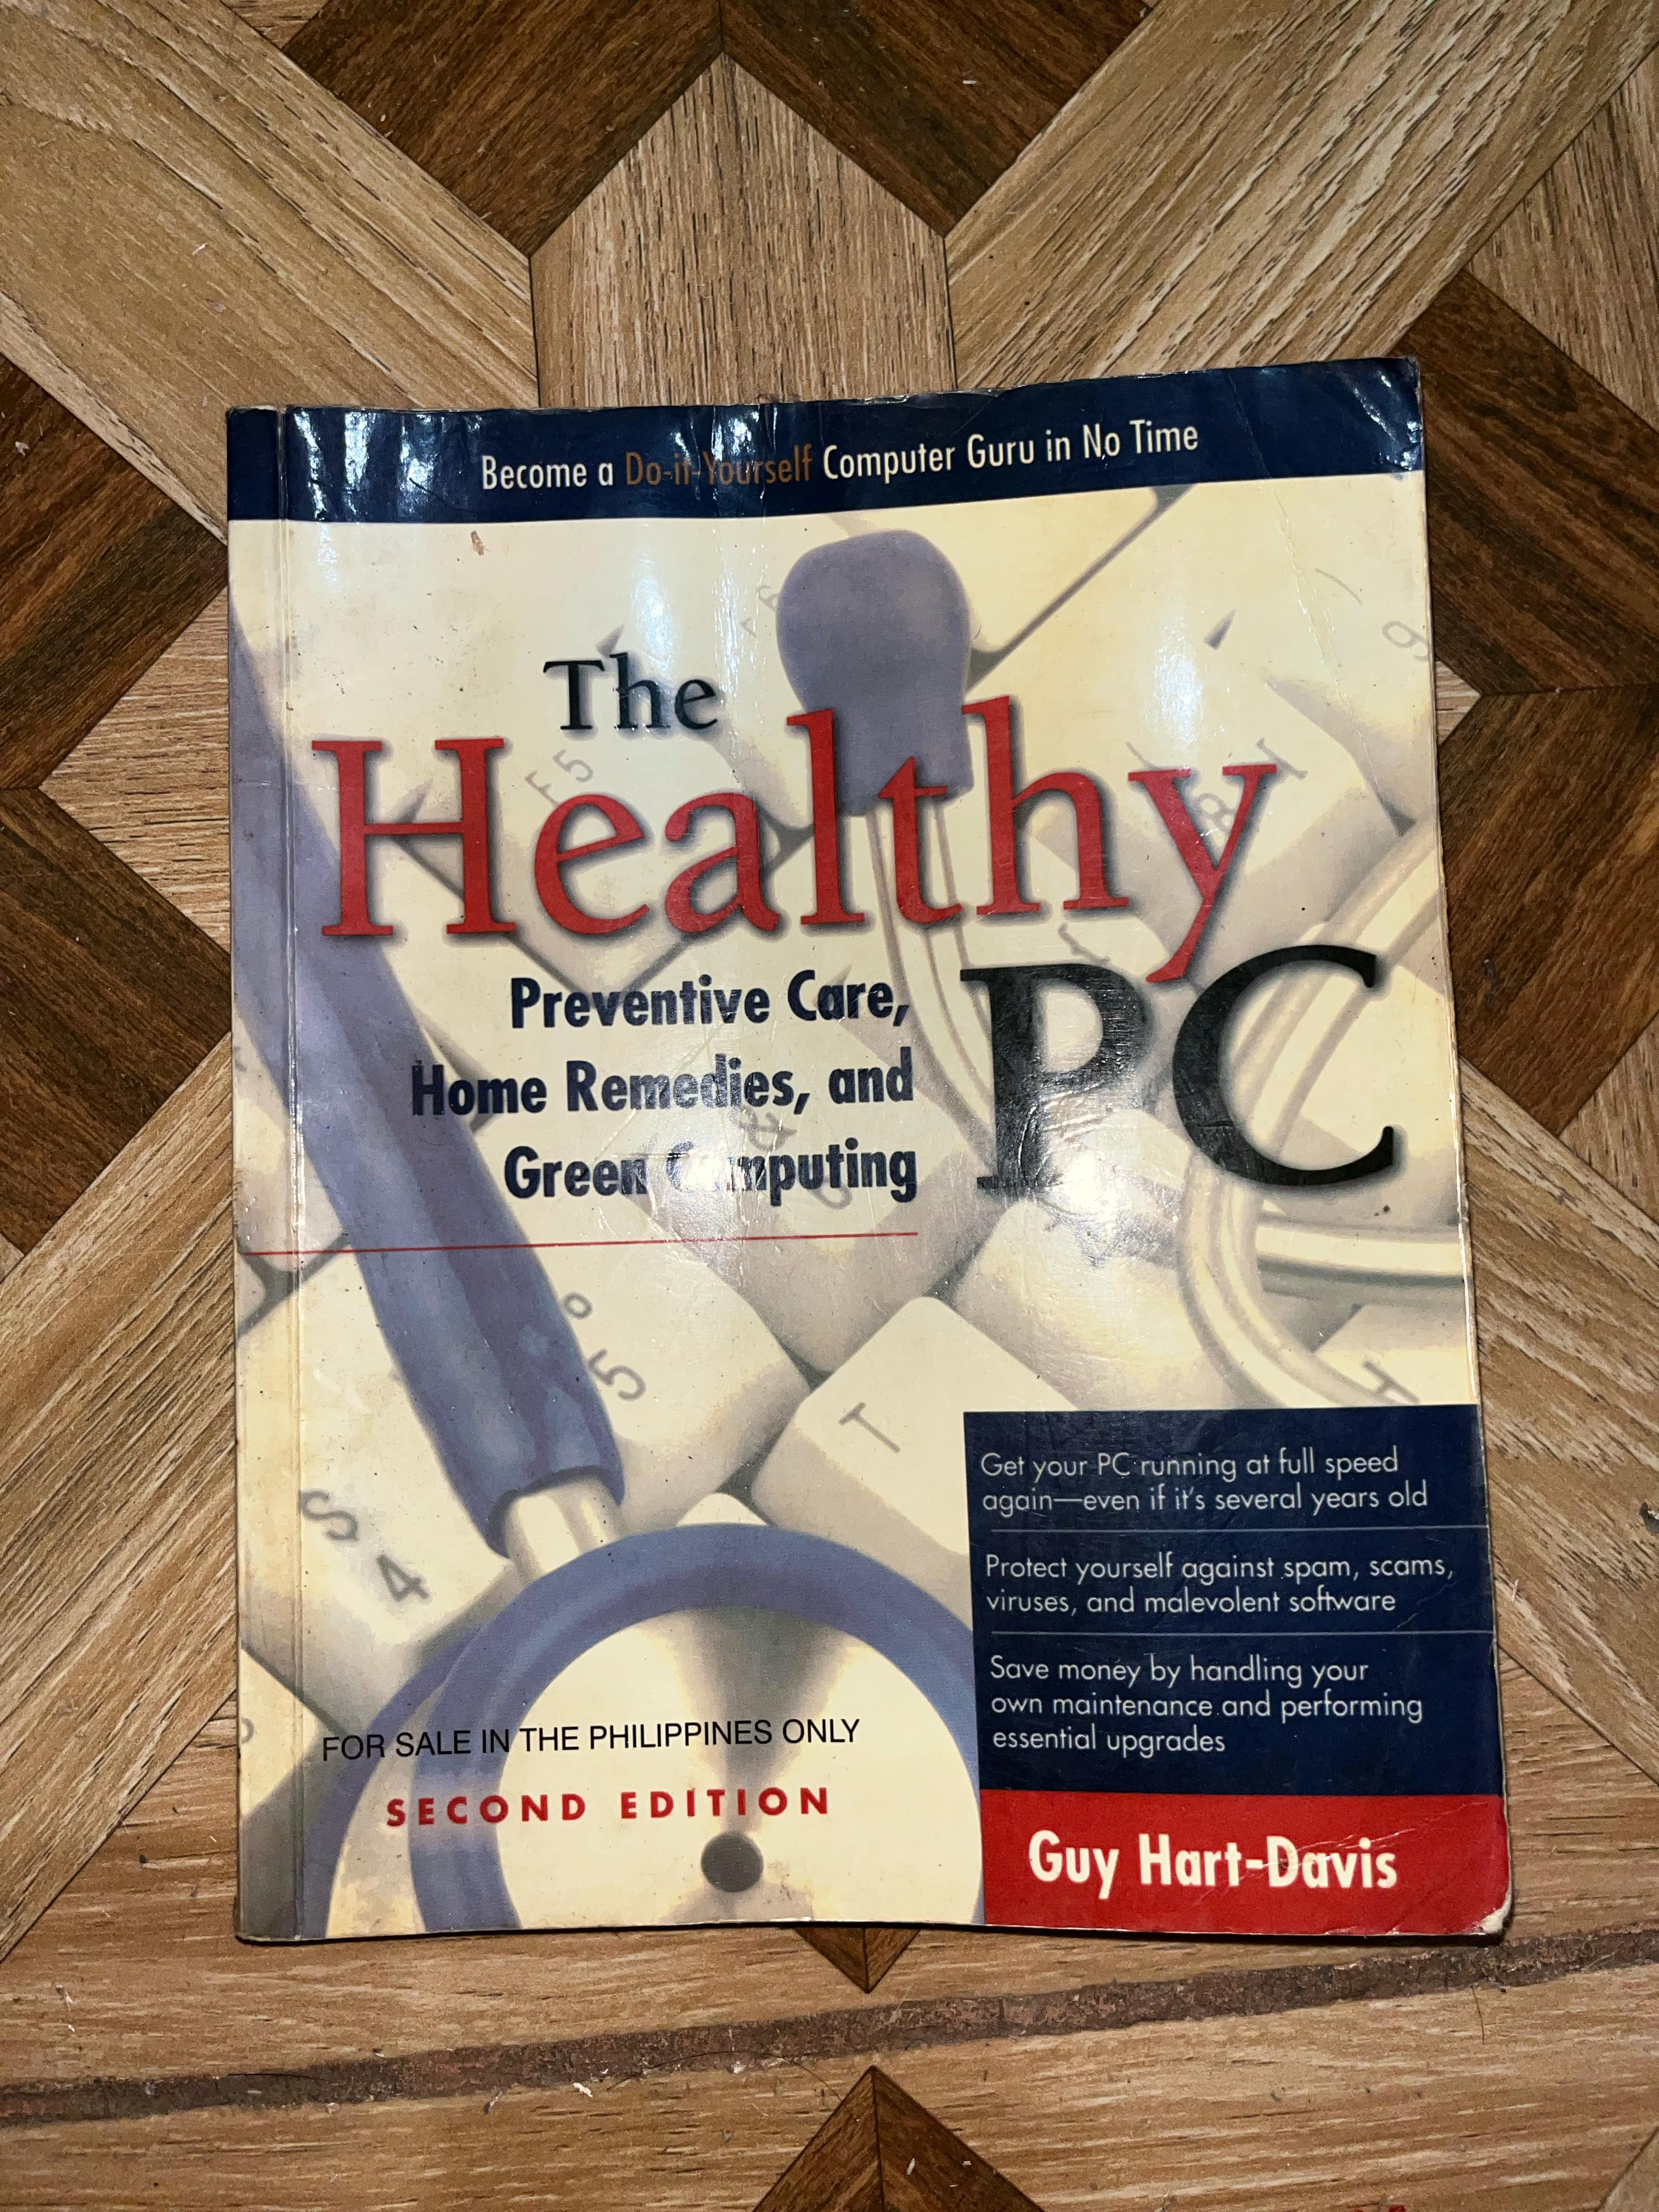 Become a Do-it-Yourself Computer Guru in No Time
The
Healthy
PC
Preventive Care,
Home Remedies, and
Green Computing
Get your PC running at full speed
again—even if it's several years old
Protect yourself against spam, scams,
viruses, and malevolent software
Save money by handling your
own maintenance and performing
essential upgrades
FOR SALE IN THE PHILIPPINES ONLY
SECOND EDITION
Guy Hart-Davis
F5
5
T
S
4